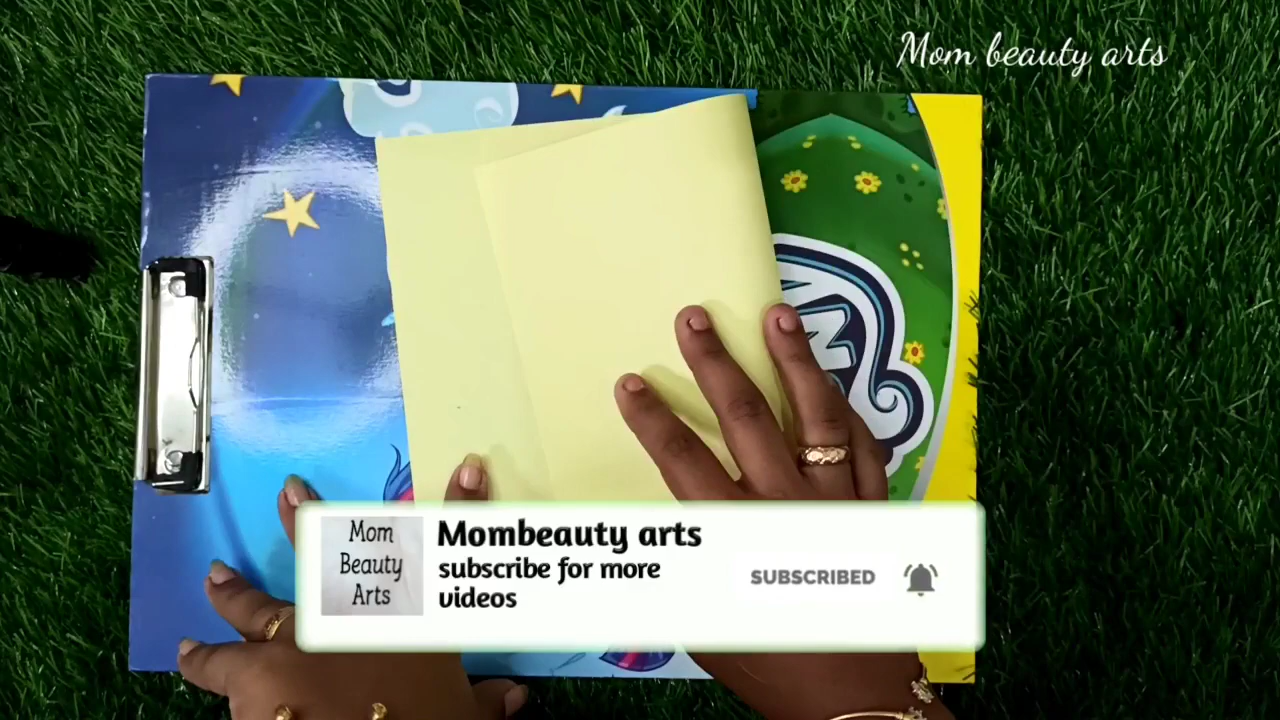 Mom beauty arts
Mom
Beauty
Arts
Mombeauty arts
subscribe for more
videos
SUBSCRIBED